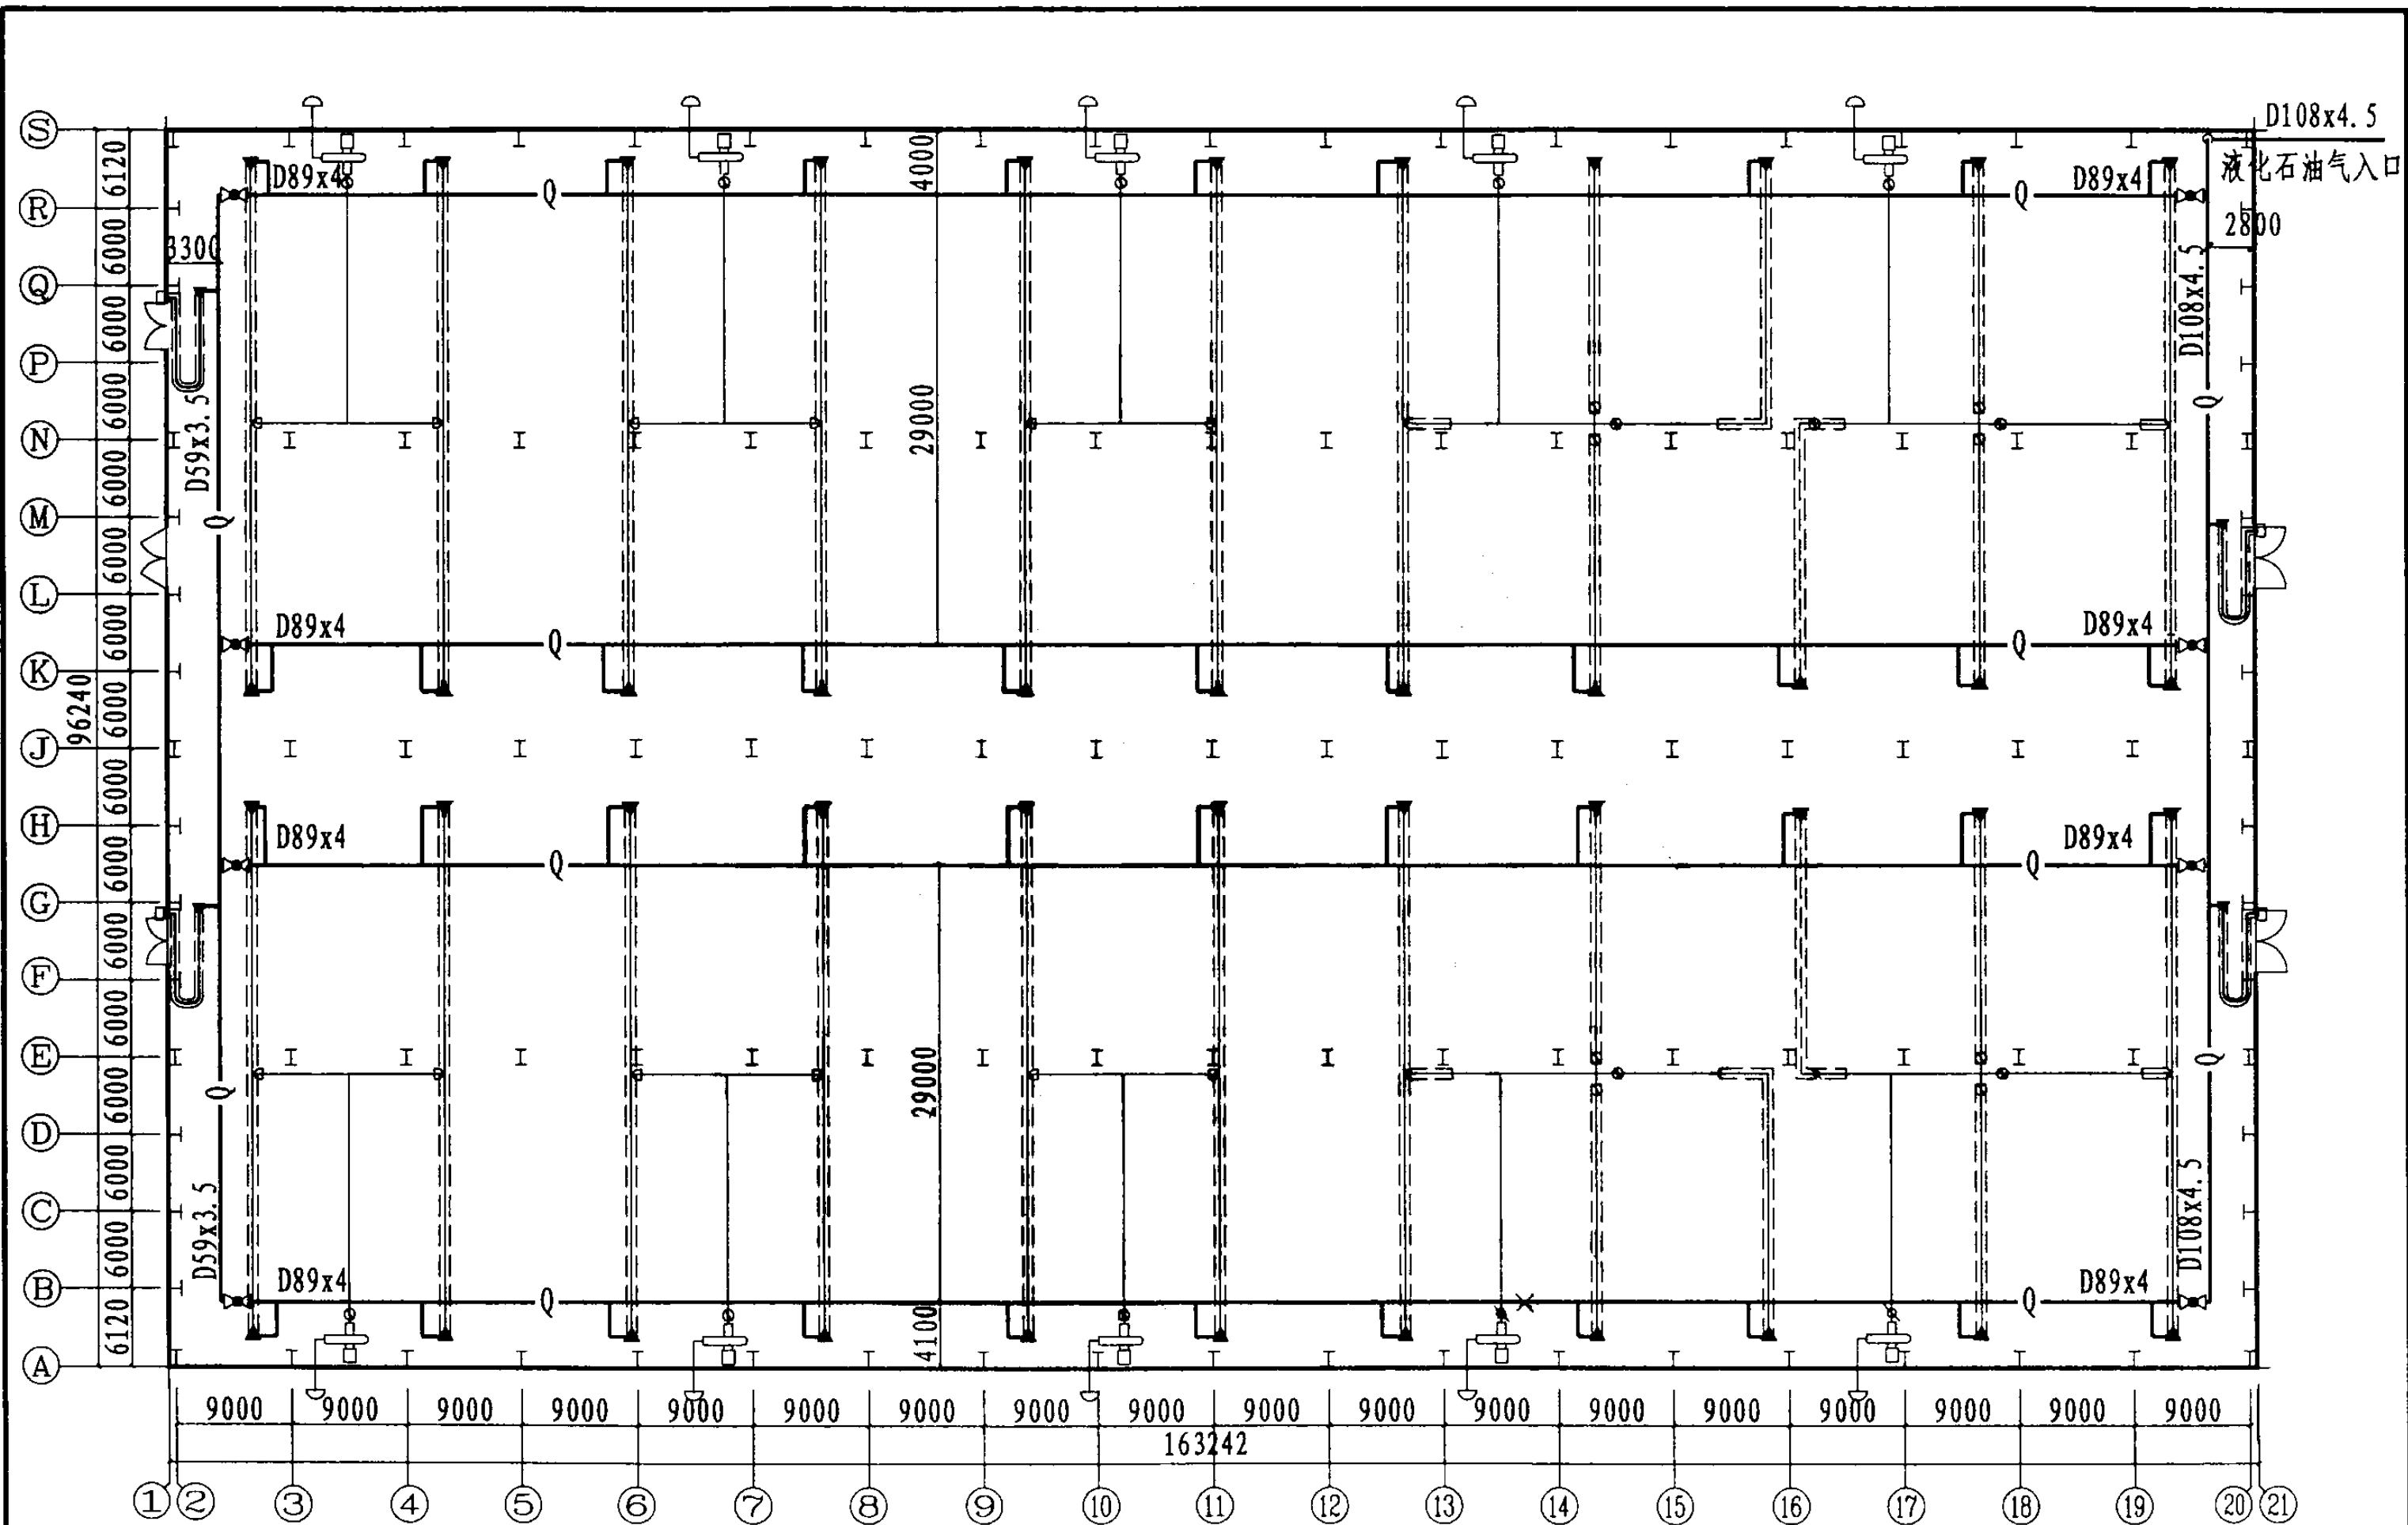 D108x4.5
液化石油气入口
S
R
Q
P
N
M
L
K
J
H
G
F
E
D
C
B
A
6120
6000
6000
6000
6000
6000
6000
6000
6000
6000
6000
6000
6000
6000
6000
6120
96240
D89x4
Q
4000
Q
D89x4
3300
2800
D108x4.5
D59x3.5
29000
Q
Q
D89x4
Q
Q
D89x4
D89x4
Q
Q
D89x4
29000
Q
Q
D59x3.5
D108x4.5
D89x4
Q
4100
Q
D89x4
9000 9000 9000 9000 9000 9000 9000 9000 9000 9000 9000 9000 9000 9000 9000 9000 9000 9000
163242
1 2 3 4 5 6 7 8 9 10 11 12 13 14 15 16 17 18 19 20 21